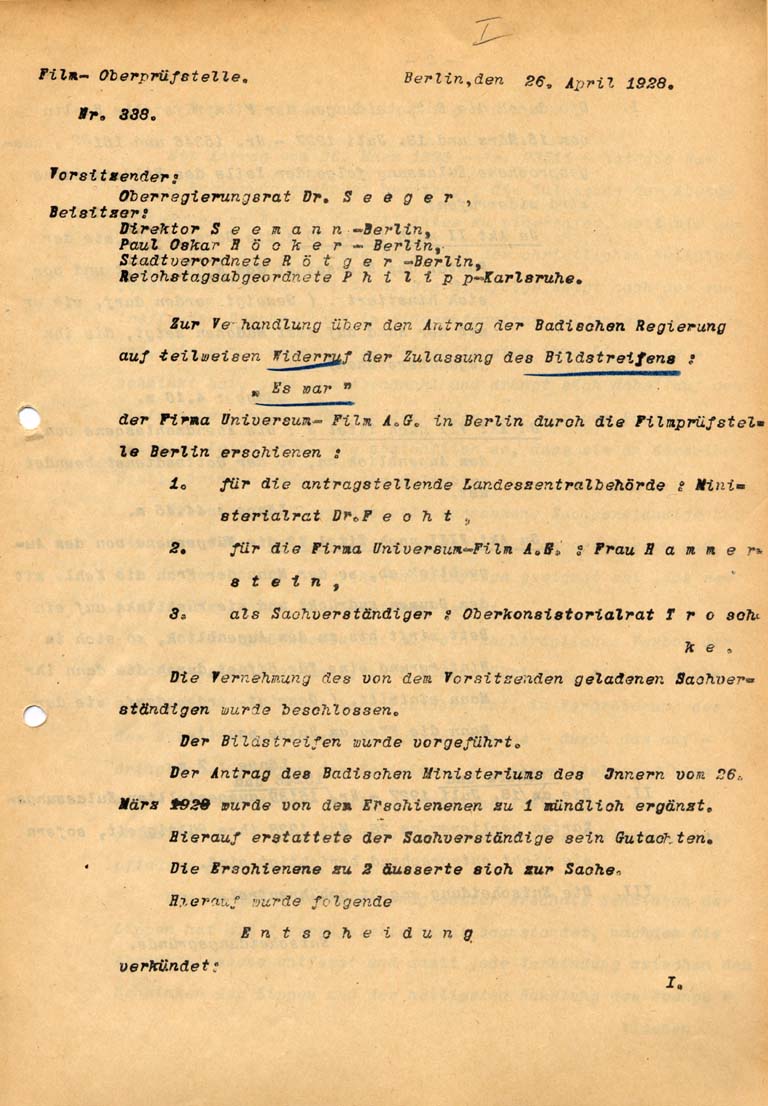 I
Film- Oberprüfstelle.
Berlin,den 26. April 1928.
Nr. 338.
Vorsitzender:
Oberregierungsrat Dr. S e e g e r ,
Beisitzer:
Direktor S e e m a n n -Berlin,
Paul Oskar H ö c k e r - Berlin,
Stadtverordnete R ö t g e r -Berlin,
Reichstagsabgeordnete P h i l i p p-Karlsruhe.
Zur Verhandlung über den Antrag der Badischen Regierung
auf teilweisen Widerruf der Zulassung des Bildstreifens :
" Es war "
der Firma Universum- Film A.G. in Berlin durch die Filmprüfstel=
le Berlin erschienen :
1. für die antragstellende Landeszentralbehörde : Mini=
sterialrat Dr.F e c h t ,
2. für die Firma Universum-Film A.G. : Frau H a m m e r=
s t e i n ,
3. als Sachverständiger : Oberkonsistorialrat T r o s c h=
k e .
Die Vernehmung des von dem Vorsitzenden geladenen Sachver=
ständigen wurde beschlossen.
Der Bildstreifen wurde vorgeführt.
Der Antrag des Badischen Ministeriums des Innern vom 26.
März 1928 wurde von dem Erschienenen zu 1 mündlich ergänzt.
Hierauf erstattete der Sachverständige sein Gutachten.
Die Erschienene zu 2 äusserte sich zur Sache.
Hierauf wurde folgende
E n t s c h e i d u n g
verkündet:
I.